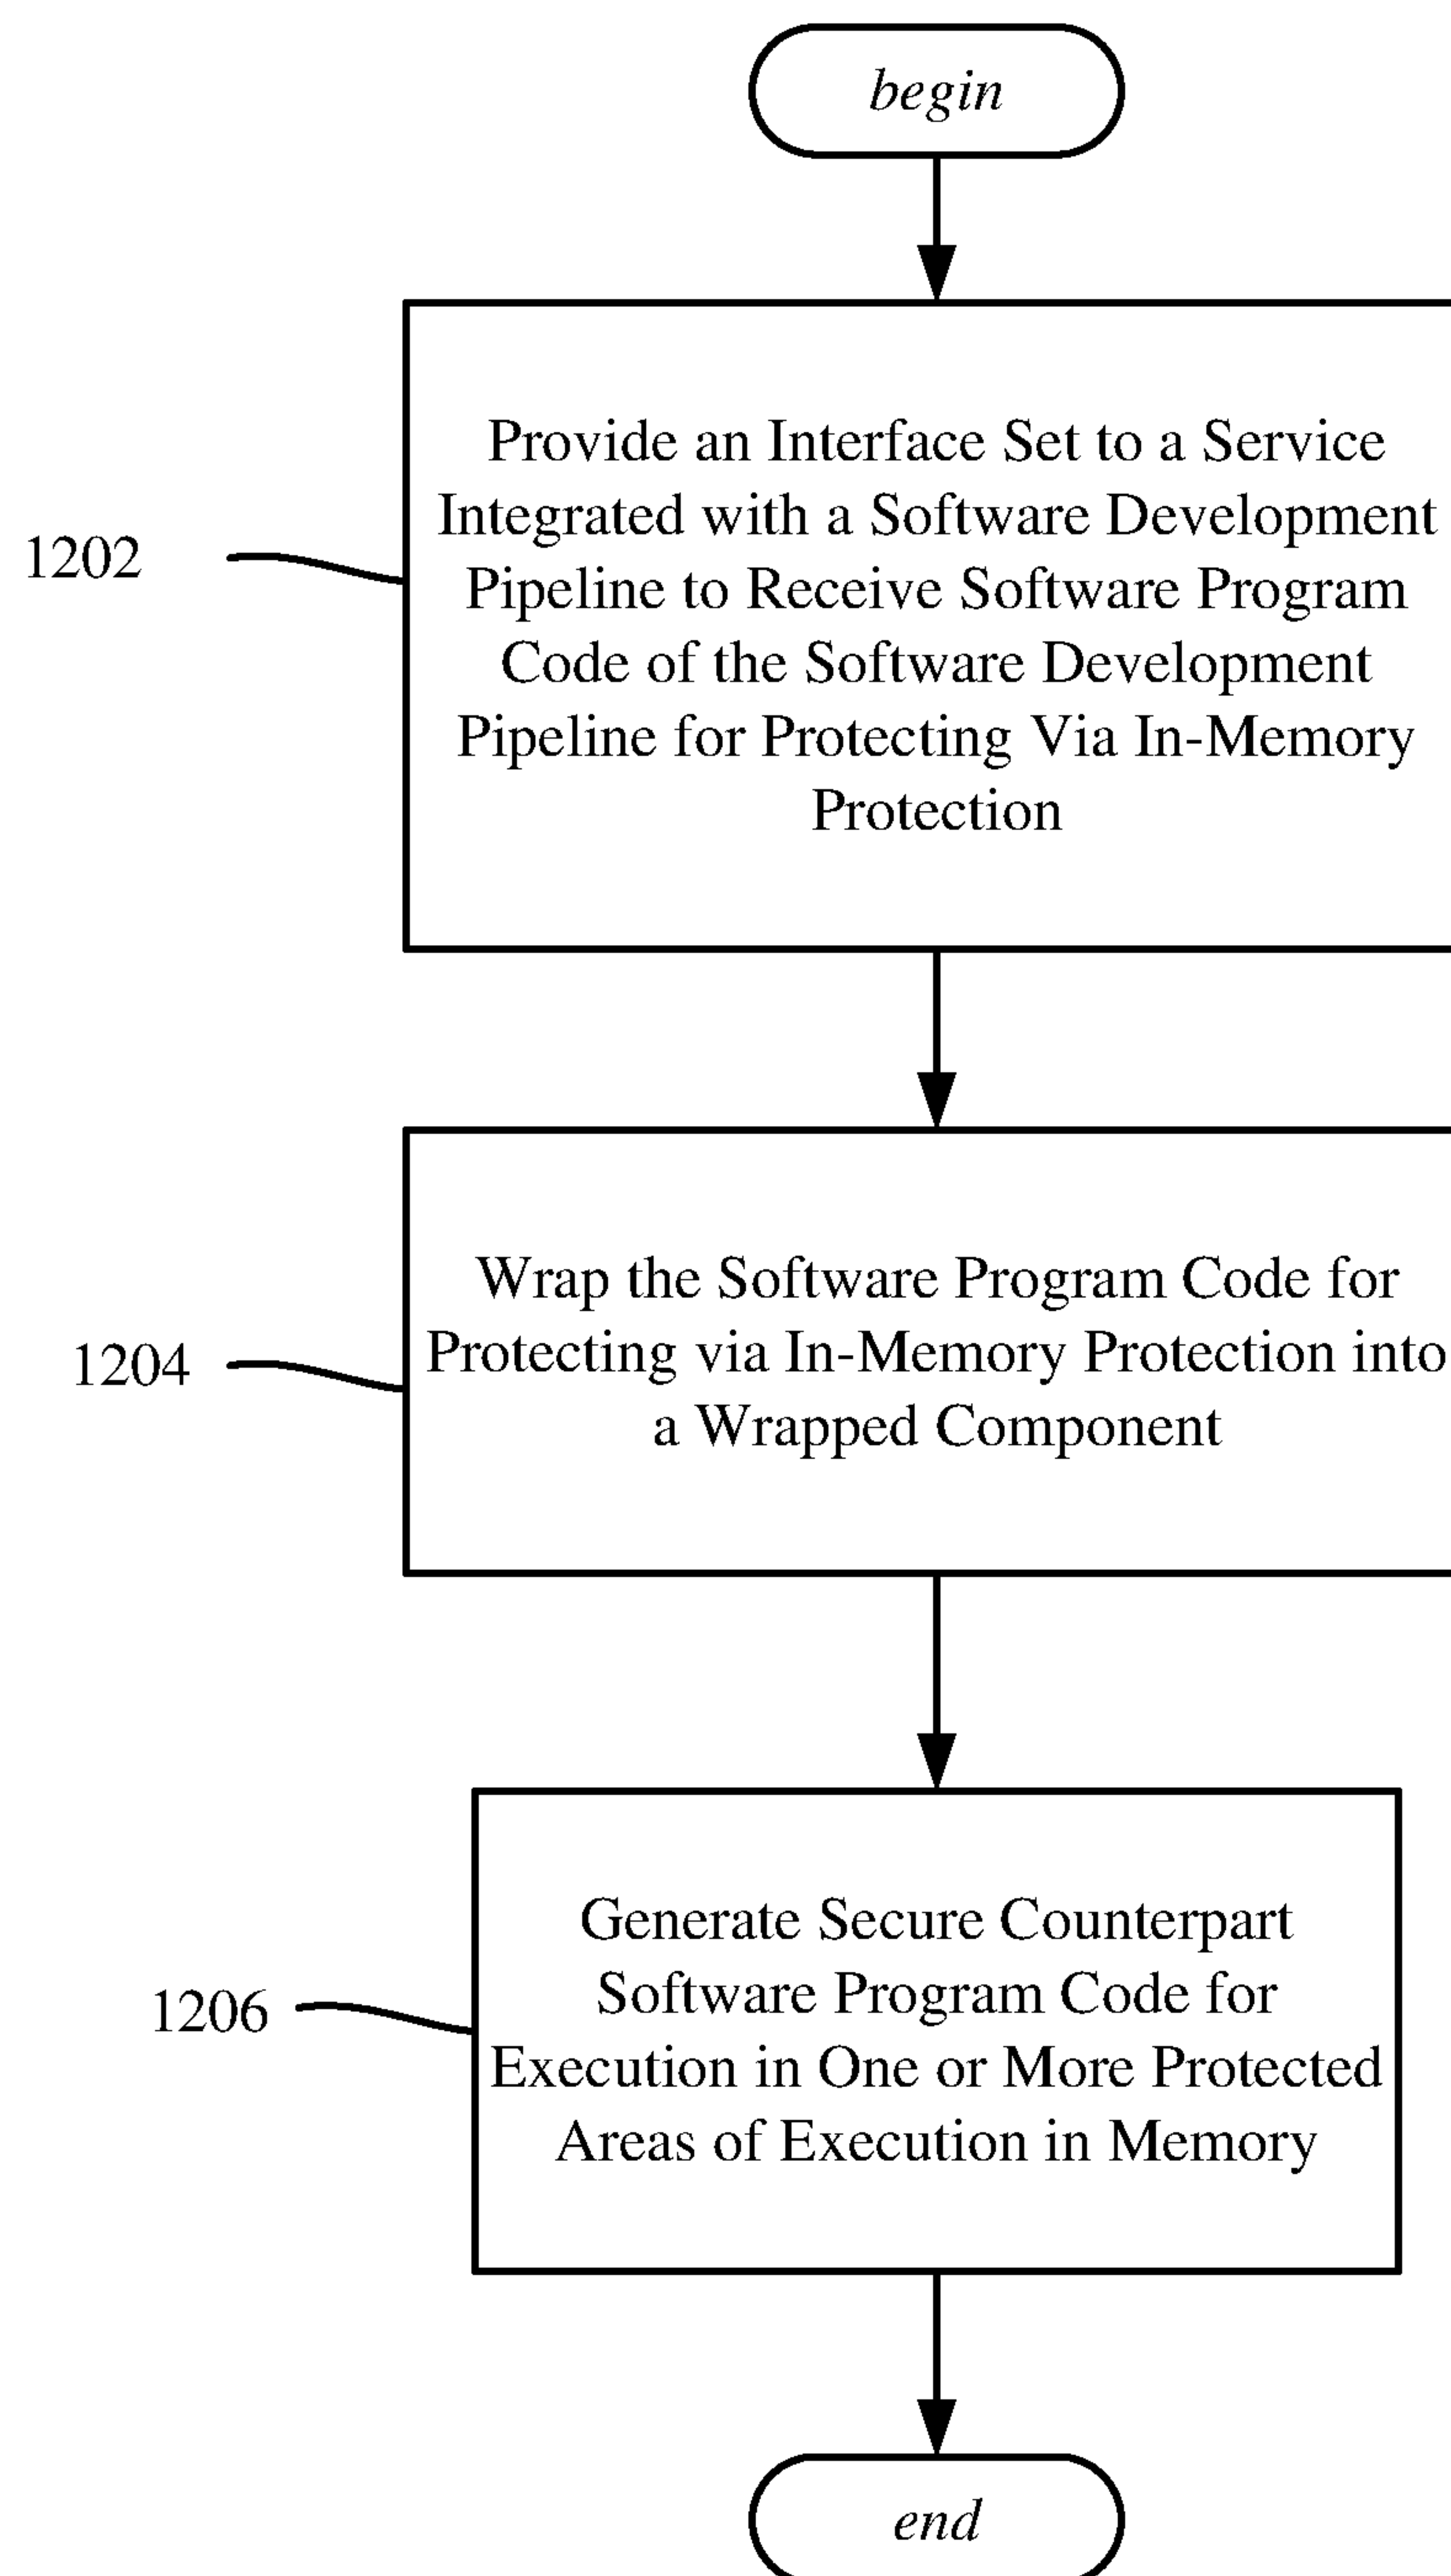 begin
Provide an Interface Set to a Service
Integrated with a Software Development
Pipeline to Receive Software Program
Code of the Software Development
Pipeline for Protecting Via In-Memory
Protection
1202
Wrap the Software Program Code for
Protecting via In-Memory Protection into
a Wrapped Component
1204
Generate Secure Counterpart
Software Program Code for
Execution in One or More Protected
Areas of Execution in Memory
1206
end